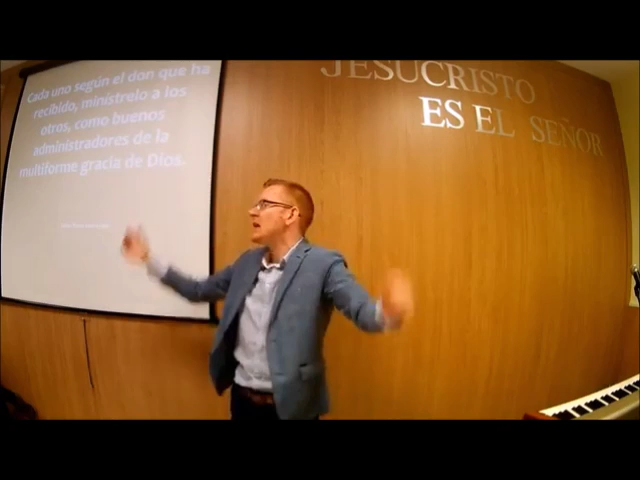 Cada uno según el don que ha
recibido, minístrelo a los
otros, como buenos
administradores de la
multiforme gracia de Dios.
JESUCRISTO
ES EL SEÑOR